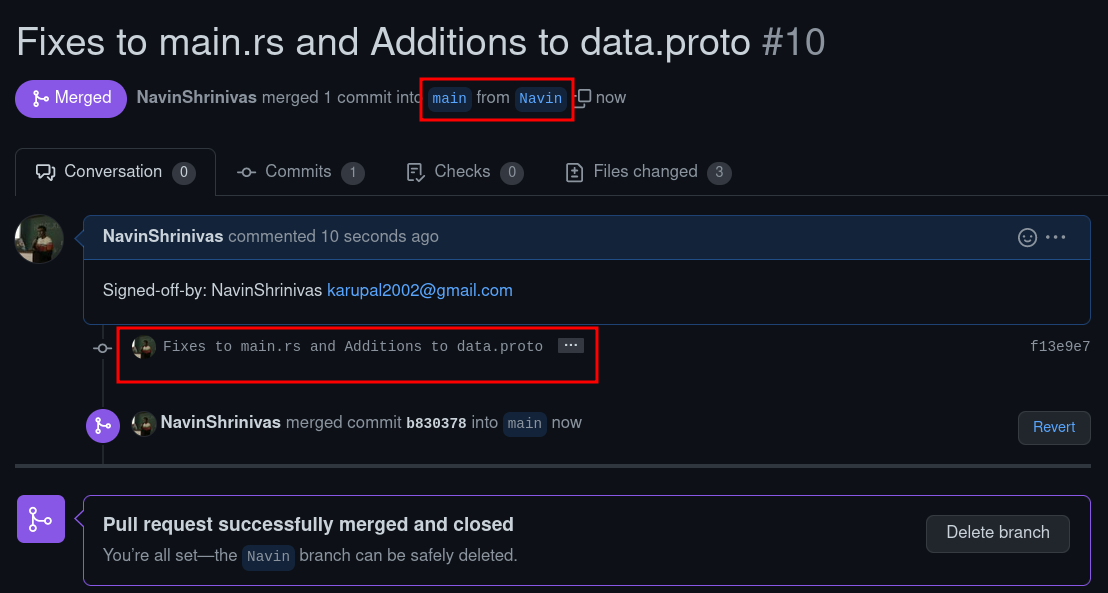 Fixes to main.rs and Additions to data.proto #10
Merged NavinShrinivas merged 1 commit into main from Navin now
Conversation 0 Commits 1 Checks 0 Files changed 3
NavinShrinivas commented 10 seconds ago
Signed-off-by: NavinShrinivas karupal2002@gmail.com
Fixes to main.rs and Additions to data.proto ... f13e9e7
NavinShrinivas merged commit b830378 into main now Revert
Pull request successfully merged and closed
Delete branch
You're all set—the Navin branch can be safely deleted.